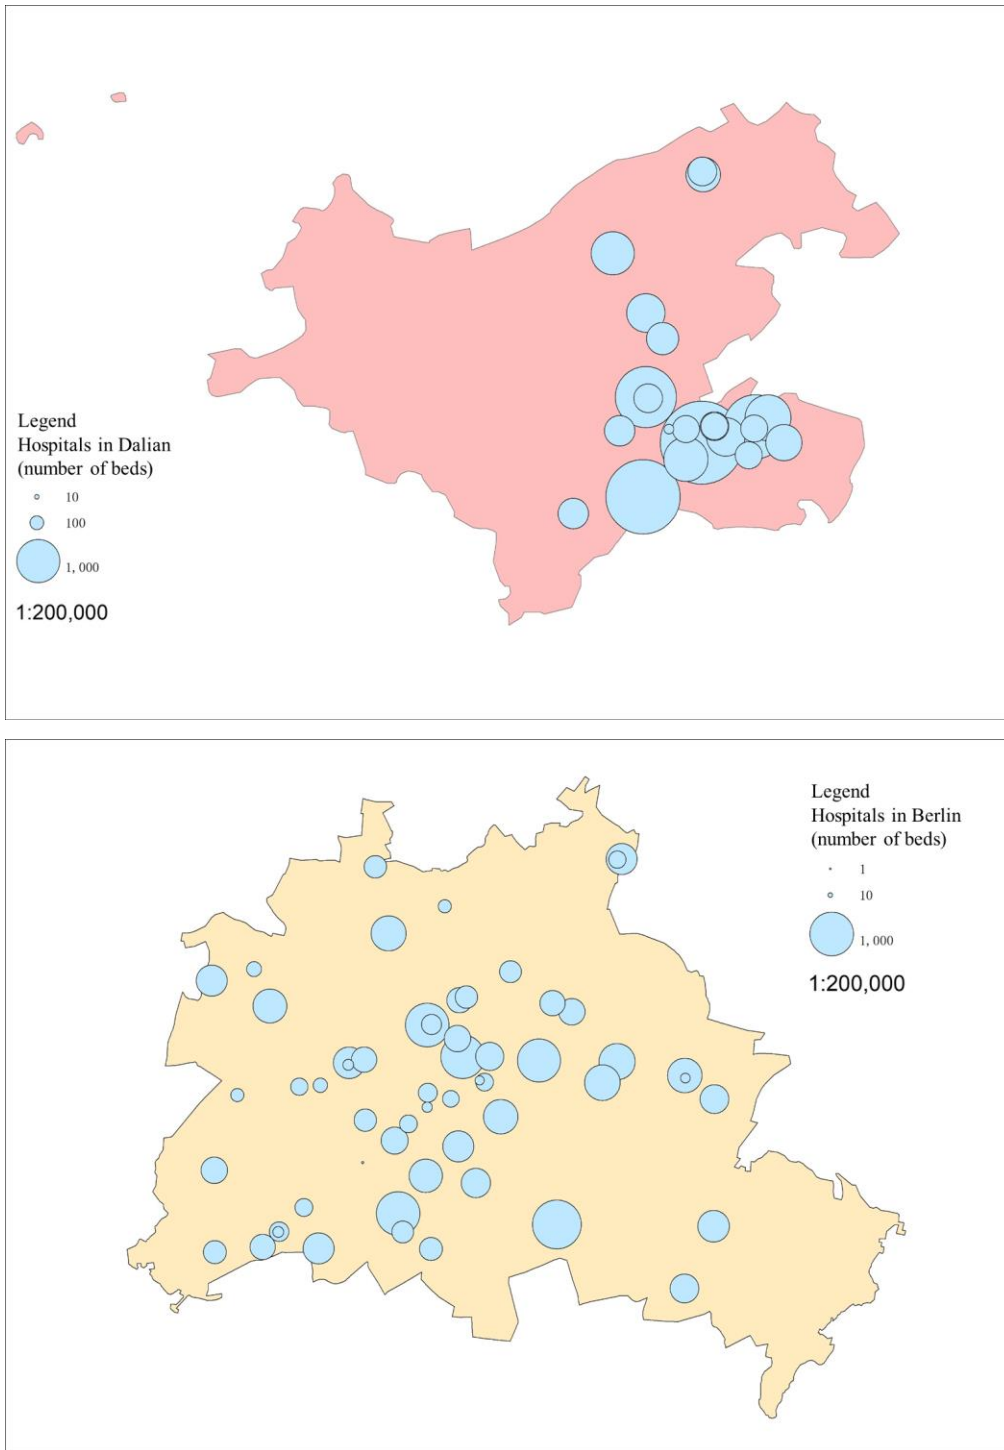 Legend
Hospitals in Dalian
(number of beds)
10
100
1, 000
1:200,000
Legend
Hospitals in Berlin
(number of beds)
1
10
1, 000
1:200,000